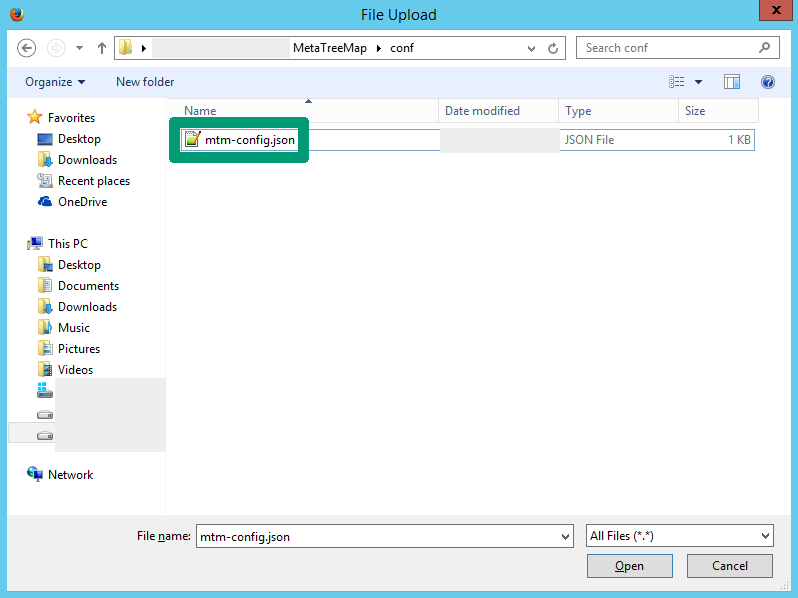 File Upload
MetaTreeMap conf
Search conf
Organize New folder
Name Date modified Type Size
mtm-config.json JSON File 1 KB
Favorites
Desktop
Downloads
Recent places
OneDrive
This PC
Desktop
Documents
Downloads
Music
Pictures
Videos
Network
File name: mtm-config.json All Files (*.*)
Open Cancel